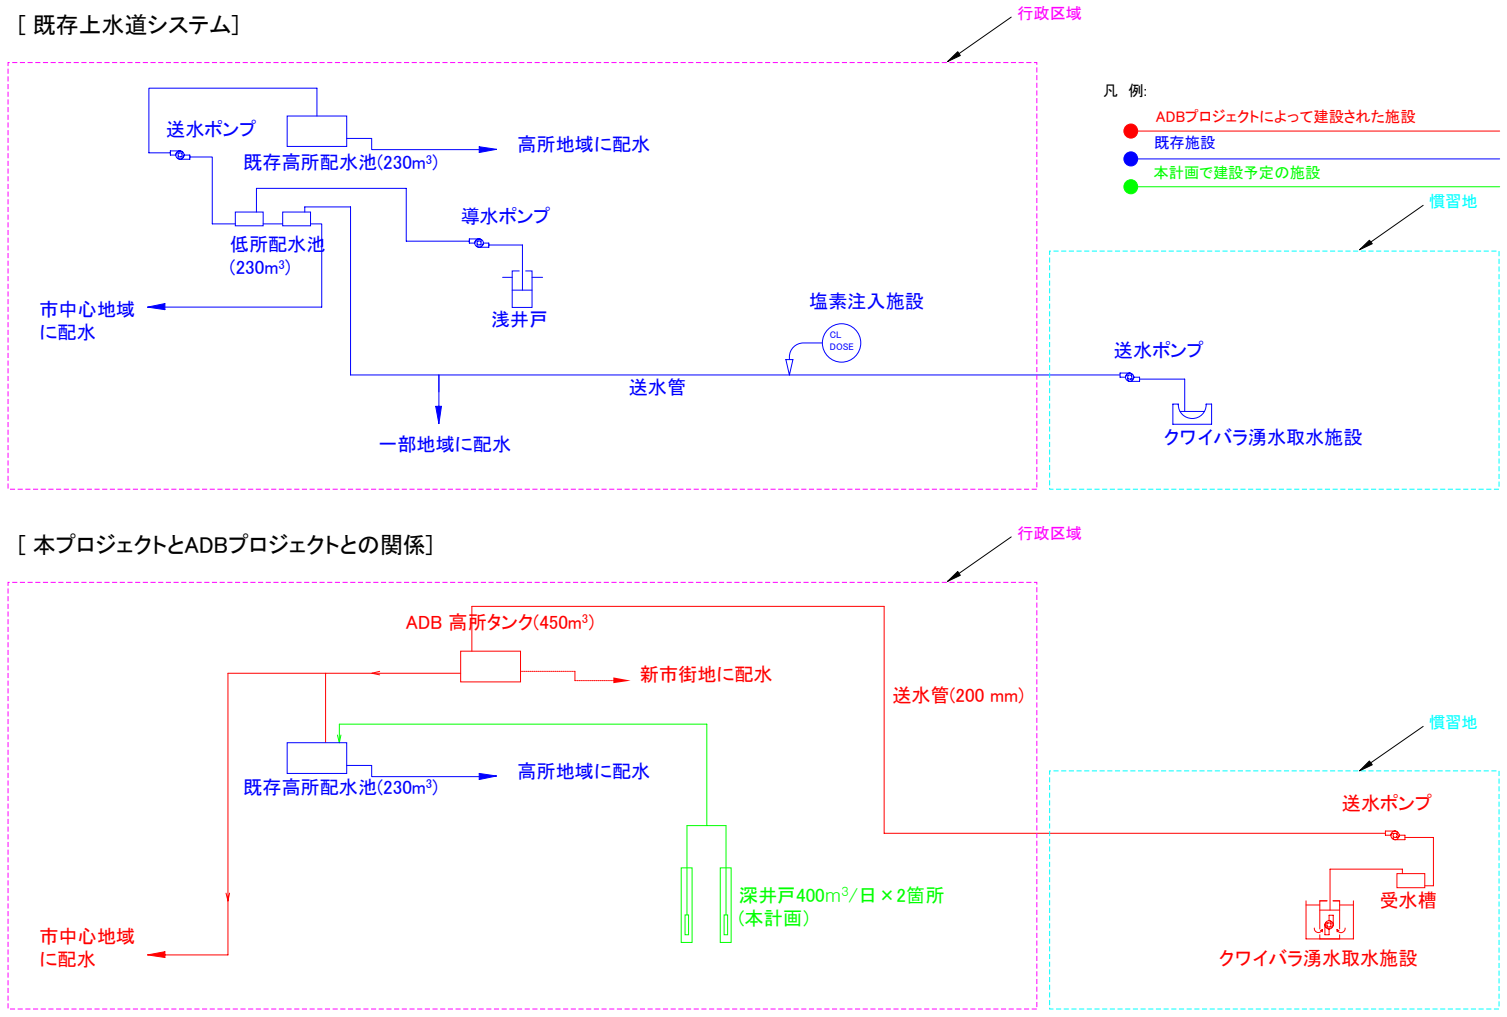 [ 既存上水道システム]
行政区域
凡 例:
ADBプロジェクトによって建設された施設
既存施設
本計画で建設予定の施設
送水ポンプ
高所地域に配水
既存高所配水池(230m³)
慣習地
導水ポンプ
低所配水池
(230m³)
浅井戸
市中心地域
に配水
塩素注入施設
CL
DOSE
送水ポンプ
送水管
一部地域に配水
クワイバラ湧水取水施設
[ 本プロジェクトとADBプロジェクトとの関係]
行政区域
ADB 高所タンク(450m³)
新市街地に配水
送水管(200 mm)
慣習地
高所地域に配水
既存高所配水池(230m³)
送水ポンプ
深井戸400m³/日×2箇所
(本計画)
受水槽
市中心地域
に配水
クワイバラ湧水取水施設